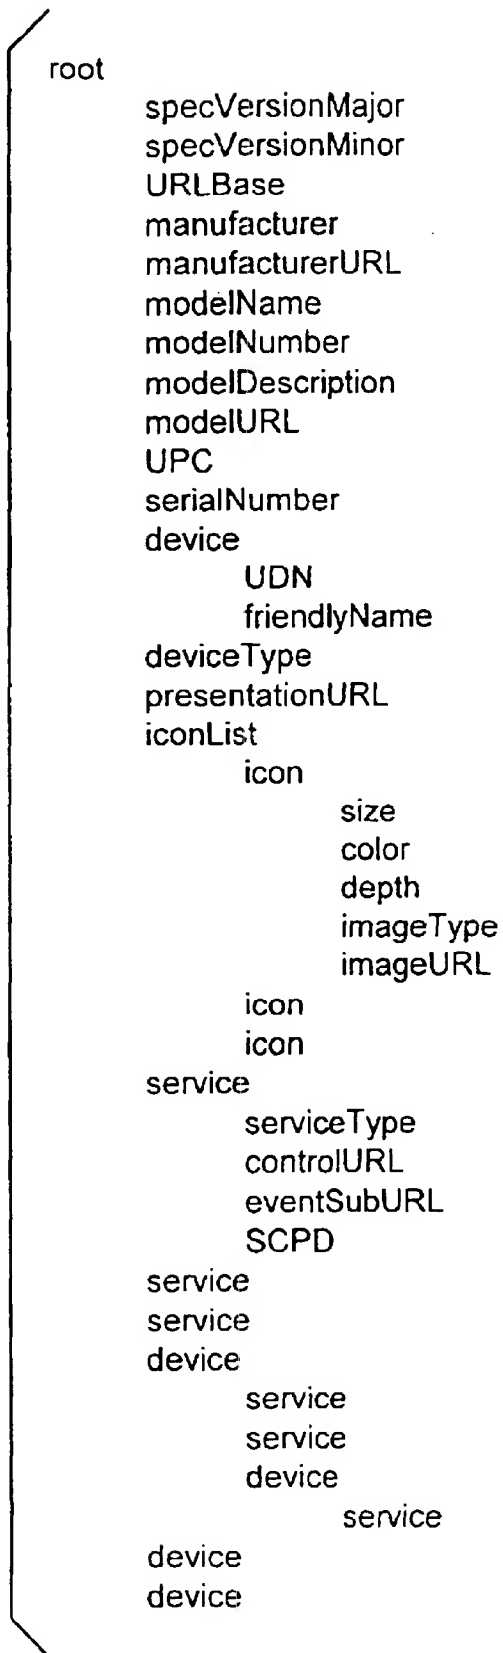 root
specVersionMajor
specVersionMinor
URLBase
manufacturer
manufacturerURL
modelName
modelNumber
modelDescription
modelURL
UPC
serialNumber
device
UDN
friendlyName
deviceType
presentationURL
iconList
icon
size
color
depth
imageType
imageURL
icon
icon
service
serviceType
controlURL
eventSubURL
SCPD
service
service
device
service
service
device
service
device
device